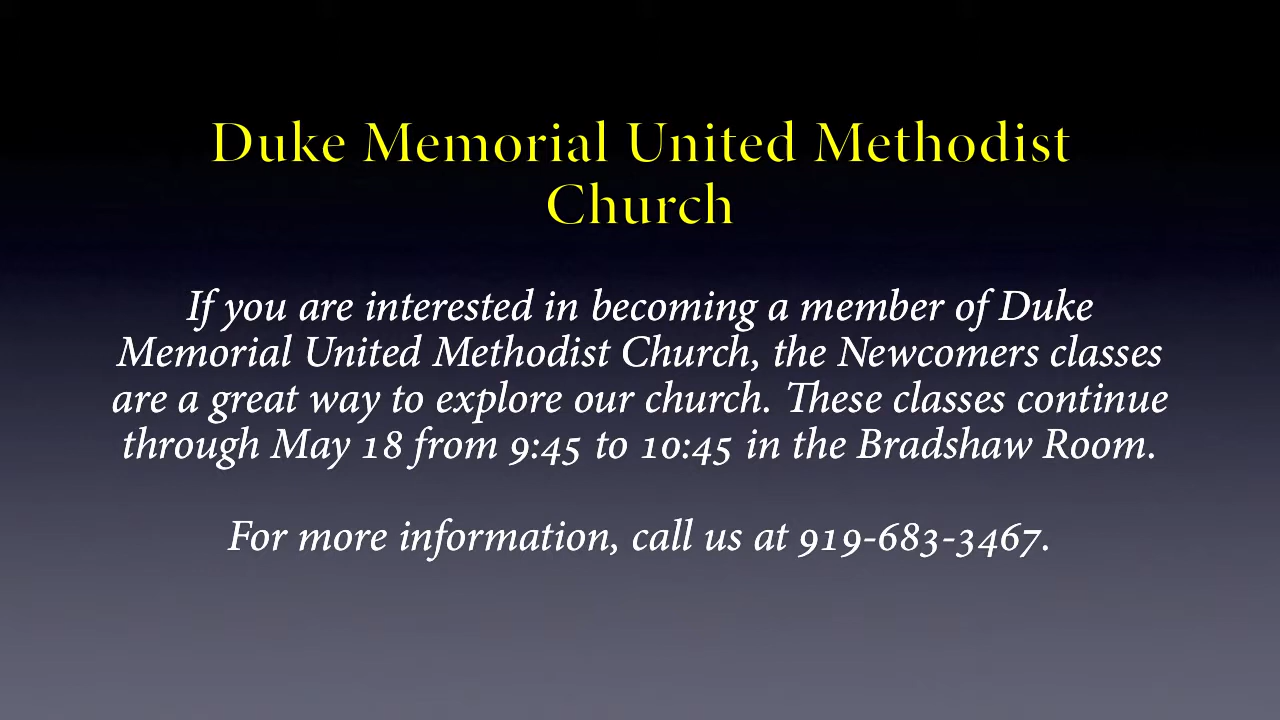 Duke Memorial United Methodist
Church
If you are interested in becoming a member of Duke
Memorial United Methodist Church, the Newcomers classes
are a great way to explore our church. These classes continue
through May 18 from 9:45 to 10:45 in the Bradshaw Room.
For more information, call us at 919-683-3467.